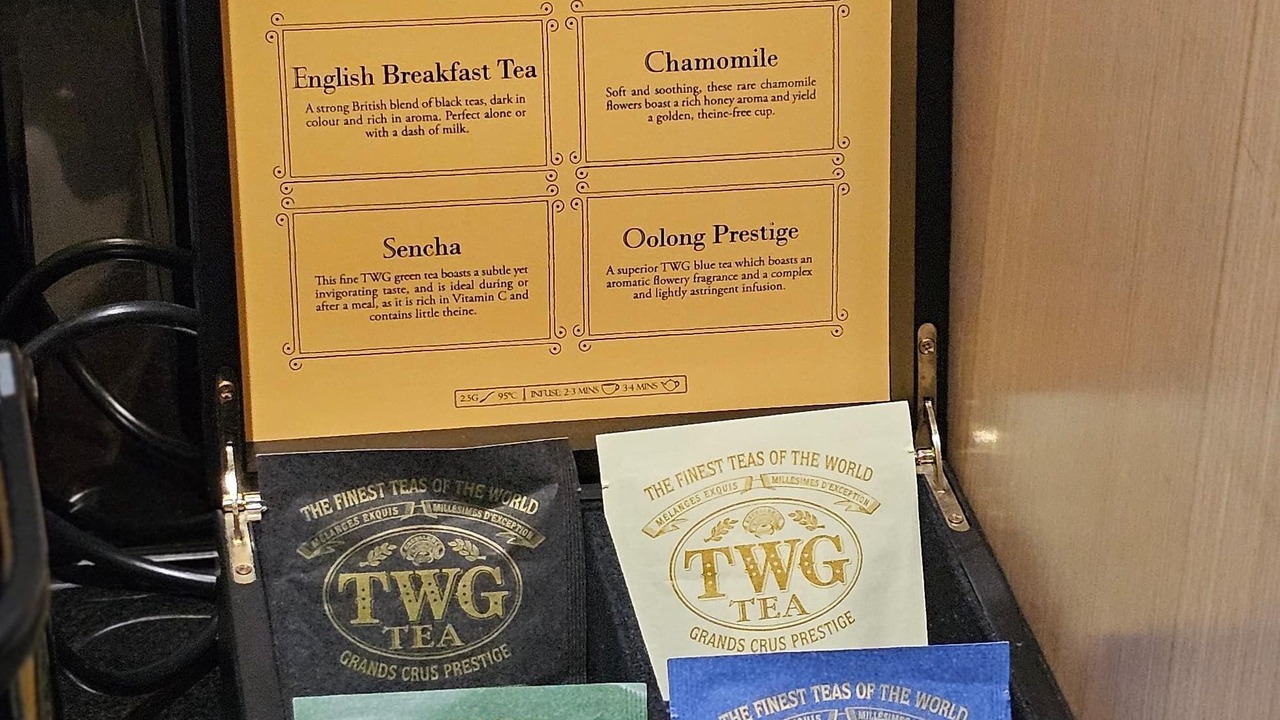 English Breakfast Tea
A strong British blend of black teas, dark in
colour and rich in aroma. Perfect alone or
with a dash of milk.
Chamomile
Soft and soothing, these rare chamomile
flowers boast a rich honey aroma and yield
a golden, theine-free cup.
Sencha
This fine TWG green tea boasts a subtle yet
invigorating taste, and is ideal during or
after a meal, as it is rich in Vitamin C and
contains little theine.
Oolong Prestige
A superior TWG blue tea which boasts an
aromatic flowery fragrance and a complex
and lightly astringent infusion.
2.5G 95°C | INFUSE 2-3 MINS 3-4 MINS
THE FINEST TEAS OF THE WORLD
MÉLANGES EXQUIS MILLÉSIMES D'EXCEPTION
TWG
TEA
GRANDS CRUS PRESTIGE
THE FINEST TEAS OF THE WORLD
MÉLANGES EXQUIS MILLÉSIMES D'EXCEPTION
TWG
TEA
GRANDS CRUS PRESTIGE
THE FINEST TEAS OF THE WORLD